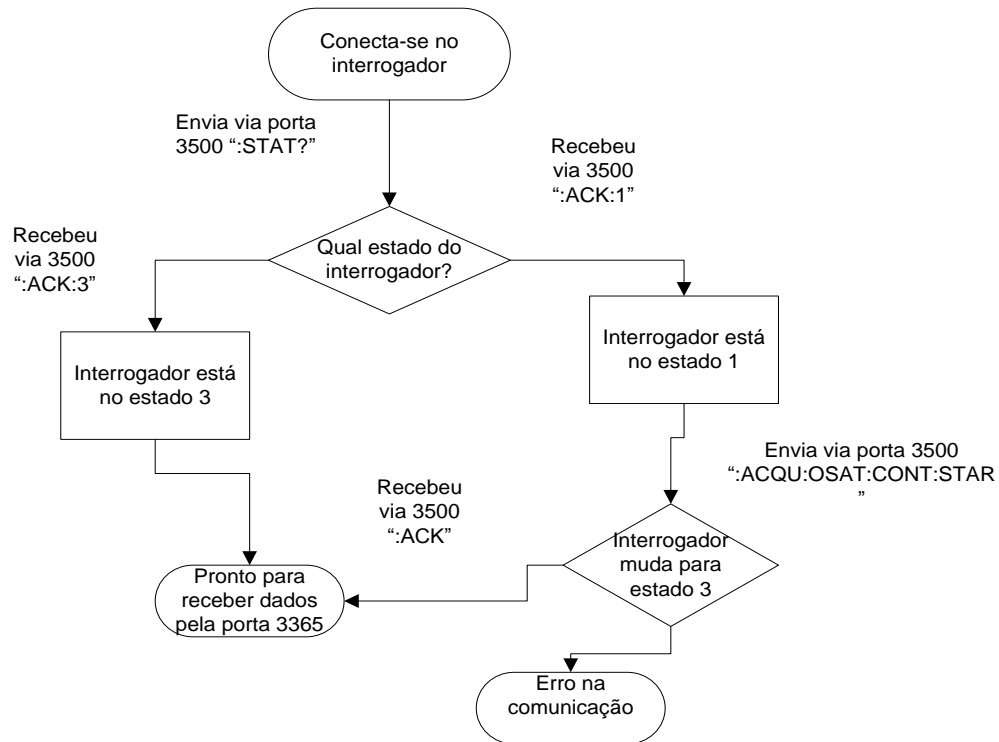 Conecta-se no
interrogador
Envia via porta
3500 “:STAT?”
Recebeu
via 3500
“:ACK:1”
Recebeu
via 3500
“:ACK:3”
Qual estado do
interrogador?
Interrogador está
no estado 3
Interrogador está
no estado 1
Envia via porta 3500
“:ACQU:OSAT:CONT:STAR
”
Recebeu
via 3500
“:ACK”
Interrogador
muda para
estado 3
Pronto para
receber dados
pela porta 3365
Erro na
comunicação